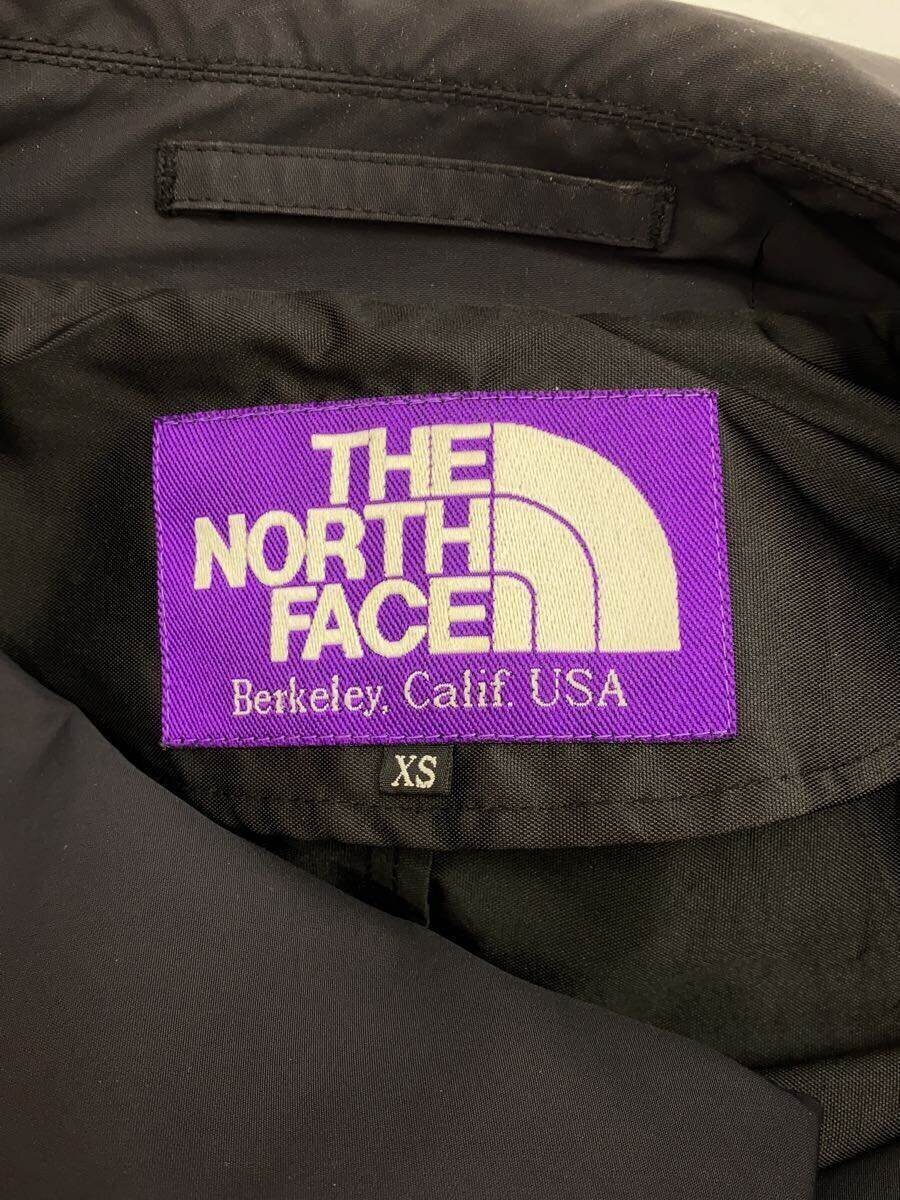 THE
NORTH
FACE
Berkeley, Calif. USA
XS